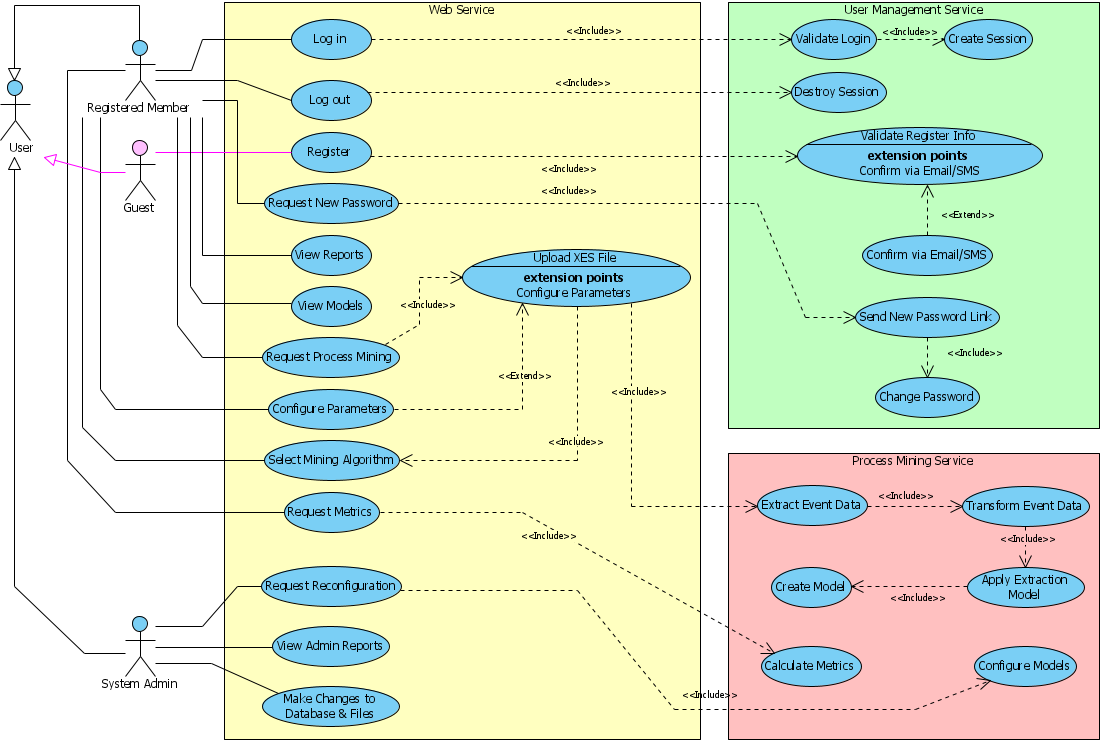 Web Service
User Management Service
Log in
<<Include>>
Validate Login
<<Include>>
Create Session
Registered Member
Log out
<<Include>>
Destroy Session
User
Register
<<Include>>
Validate Register Info
extension points
Confirm via Email/SMS
Guest
Request New Password
<<Include>>
<<Extend>>
View Reports
Upload XES File
extension points
Configure Parameters
Confirm via Email/SMS
View Models
<<Include>>
Send New Password Link
Request Process Mining
<<Include>>
<<Extend>>
<<Include>>
Change Password
Configure Parameters
<<Include>>
Select Mining Algorithm
Process Mining Service
Request Metrics
<<Include>>
Extract Event Data
<<Include>>
Transform Event Data
<<Include>>
Request Reconfiguration
Create Model
<<Include>>
Apply Extraction
Model
System Admin
View Admin Reports
Calculate Metrics
Configure Models
Make Changes to
Database & Files
<<Include>>